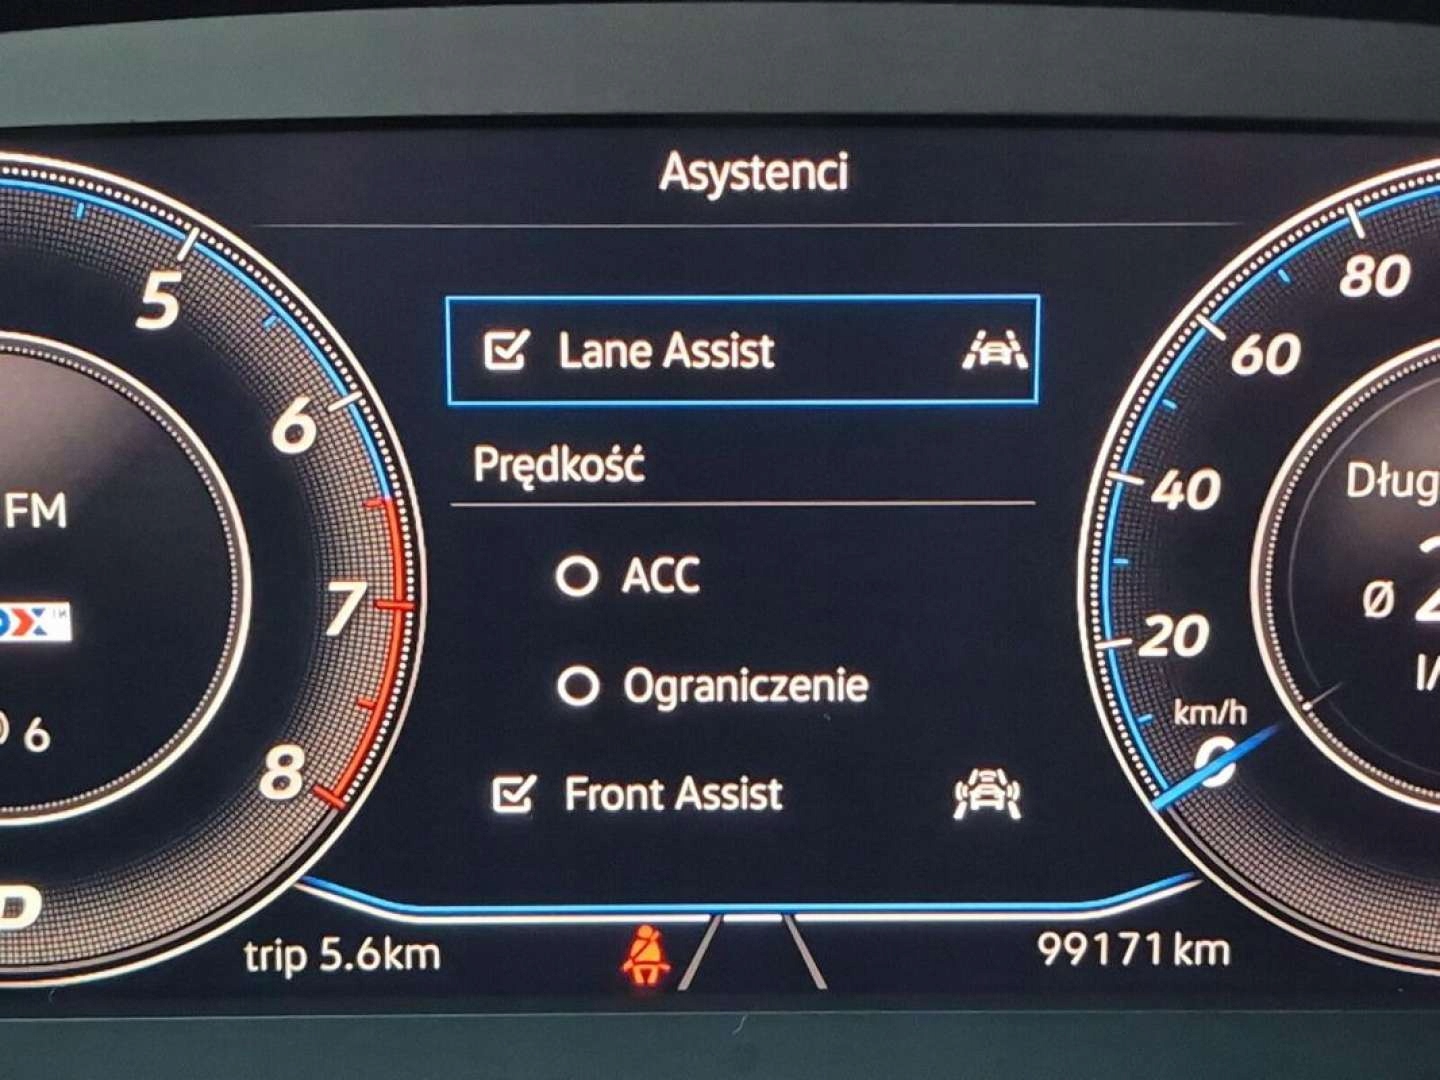 Asystenci
5
6
7
8
FM
6
Lane Assist
Prędkość
ACC
Ograniczenie
Front Assist
80
60
40
20
km/h
0
Ø
trip 5.6km
99171 km